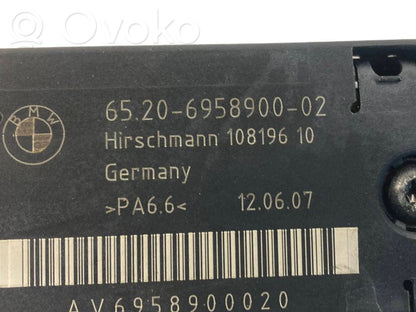 OVOKO
BMW
65.20-6958900-02
Hirschmann 108196 10
Germany
>PA6.6< 12.06.07
AV6958900020